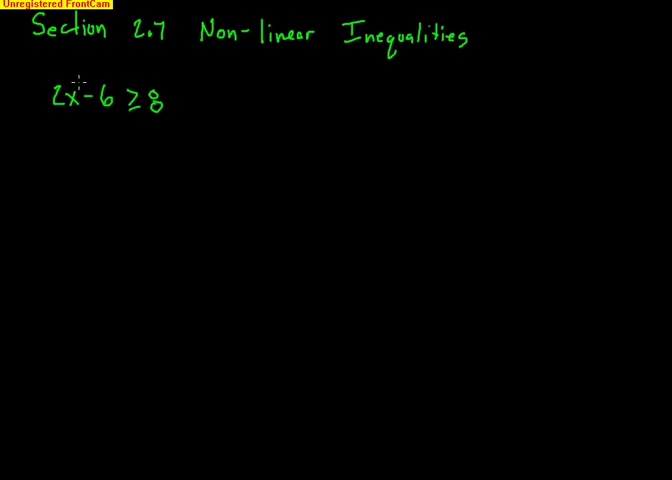 Unregistered FrontCam
Section 2.7 Non-linear Inequalities
2x-6 ≥ 8